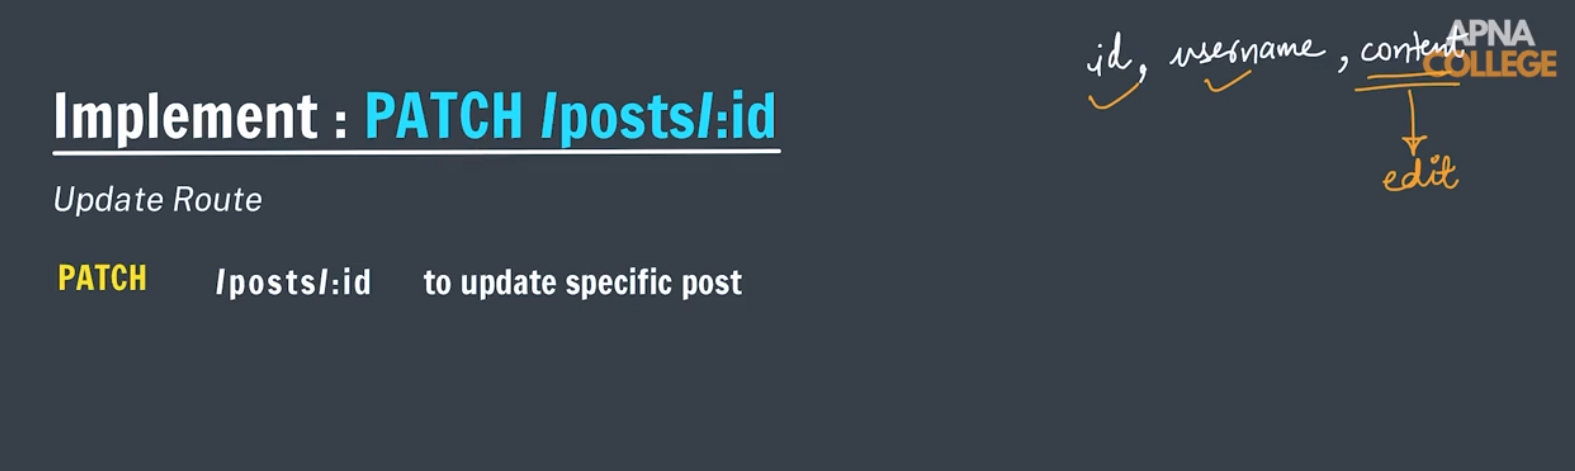 id, username, content
APNA
COLLEGE
Implement : PATCH /posts/:id
edit
Update Route
PATCH /posts/:id to update specific post